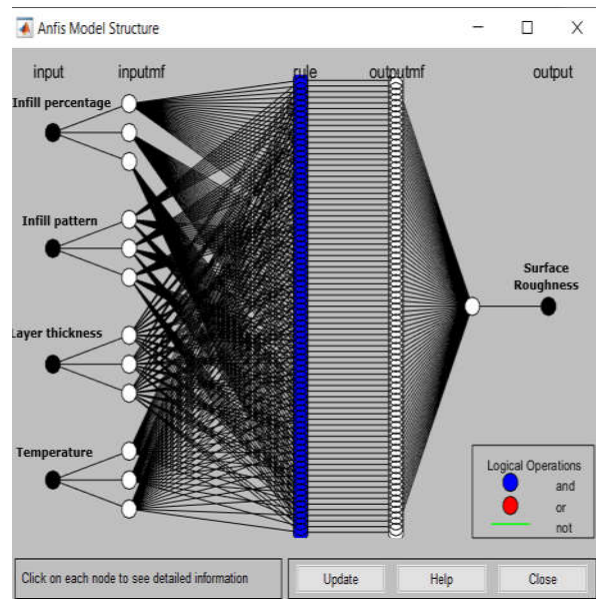 Anfis Model Structure
input inputmf rule outputmf output
Infill percentage
Infill pattern
Surface
Roughness
Layer thickness
Temperature
Logical Operations
and
or
not
Click on each node to see detailed information
Update Help Close